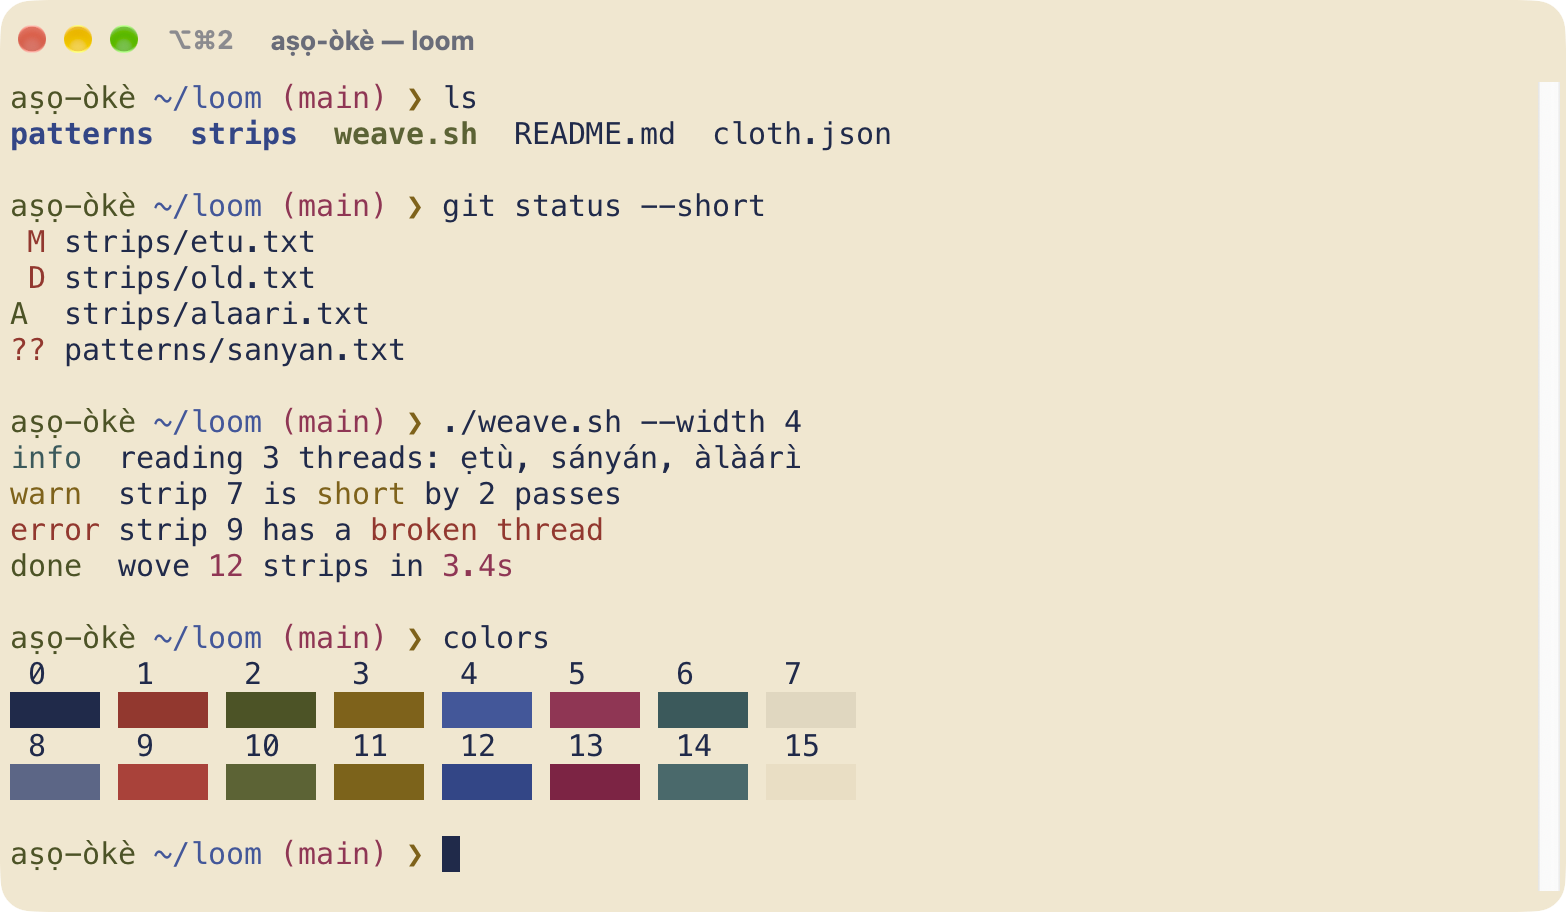 ⌥⌘2 aṣọ-òkè — loom
aṣọ-òkè ~/loom (main) ❯ ls
patterns  strips  weave.sh  README.md  cloth.json
aṣọ-òkè ~/loom (main) ❯ git status --short
 M strips/etu.txt
 D strips/old.txt
A  strips/alaari.txt
?? patterns/sanyan.txt
aṣọ-òkè ~/loom (main) ❯ ./weave.sh --width 4
info  reading 3 threads: ẹtù, sányán, àlàárì
warn  strip 7 is short by 2 passes
error strip 9 has a broken thread
done  wove 12 strips in 3.4s
aṣọ-òkè ~/loom (main) ❯ colors
0 1 2 3 4 5 6 7
8 9 10 11 12 13 14 15
aṣọ-òkè ~/loom (main) ❯